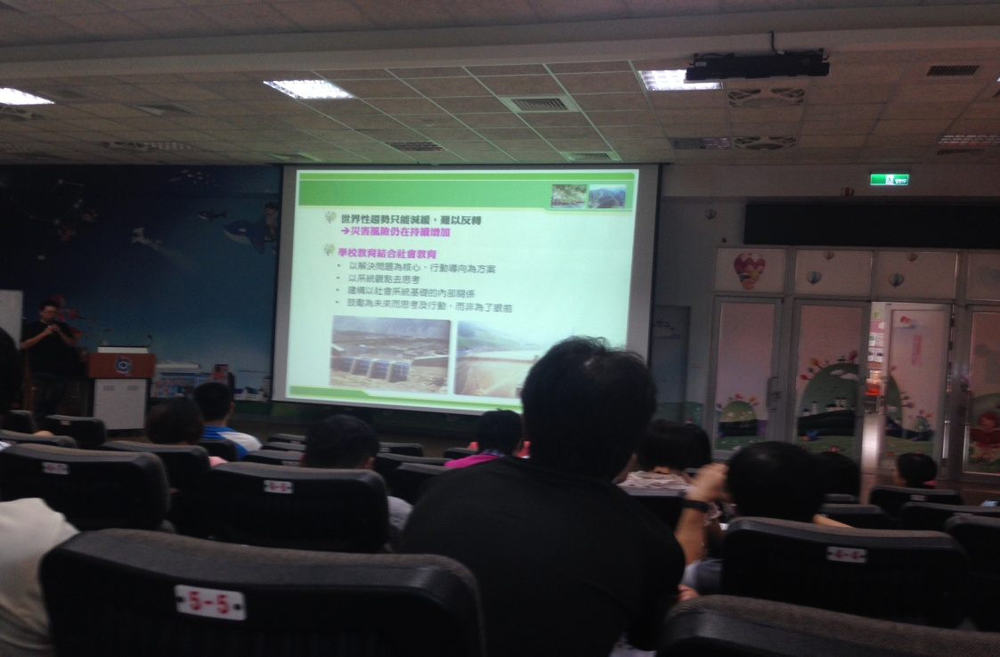 世界性趨勢只能減緩，難以反轉
→災害風險仍在持續增加
學校教育結合社會教育
• 以解決問題為核心，行動導向為方案
• 以系統觀點去思考
• 建構以社會系統基礎的內部關係
• 鼓勵為未來而思考及行動，而非為了眼前
5-5
4-4